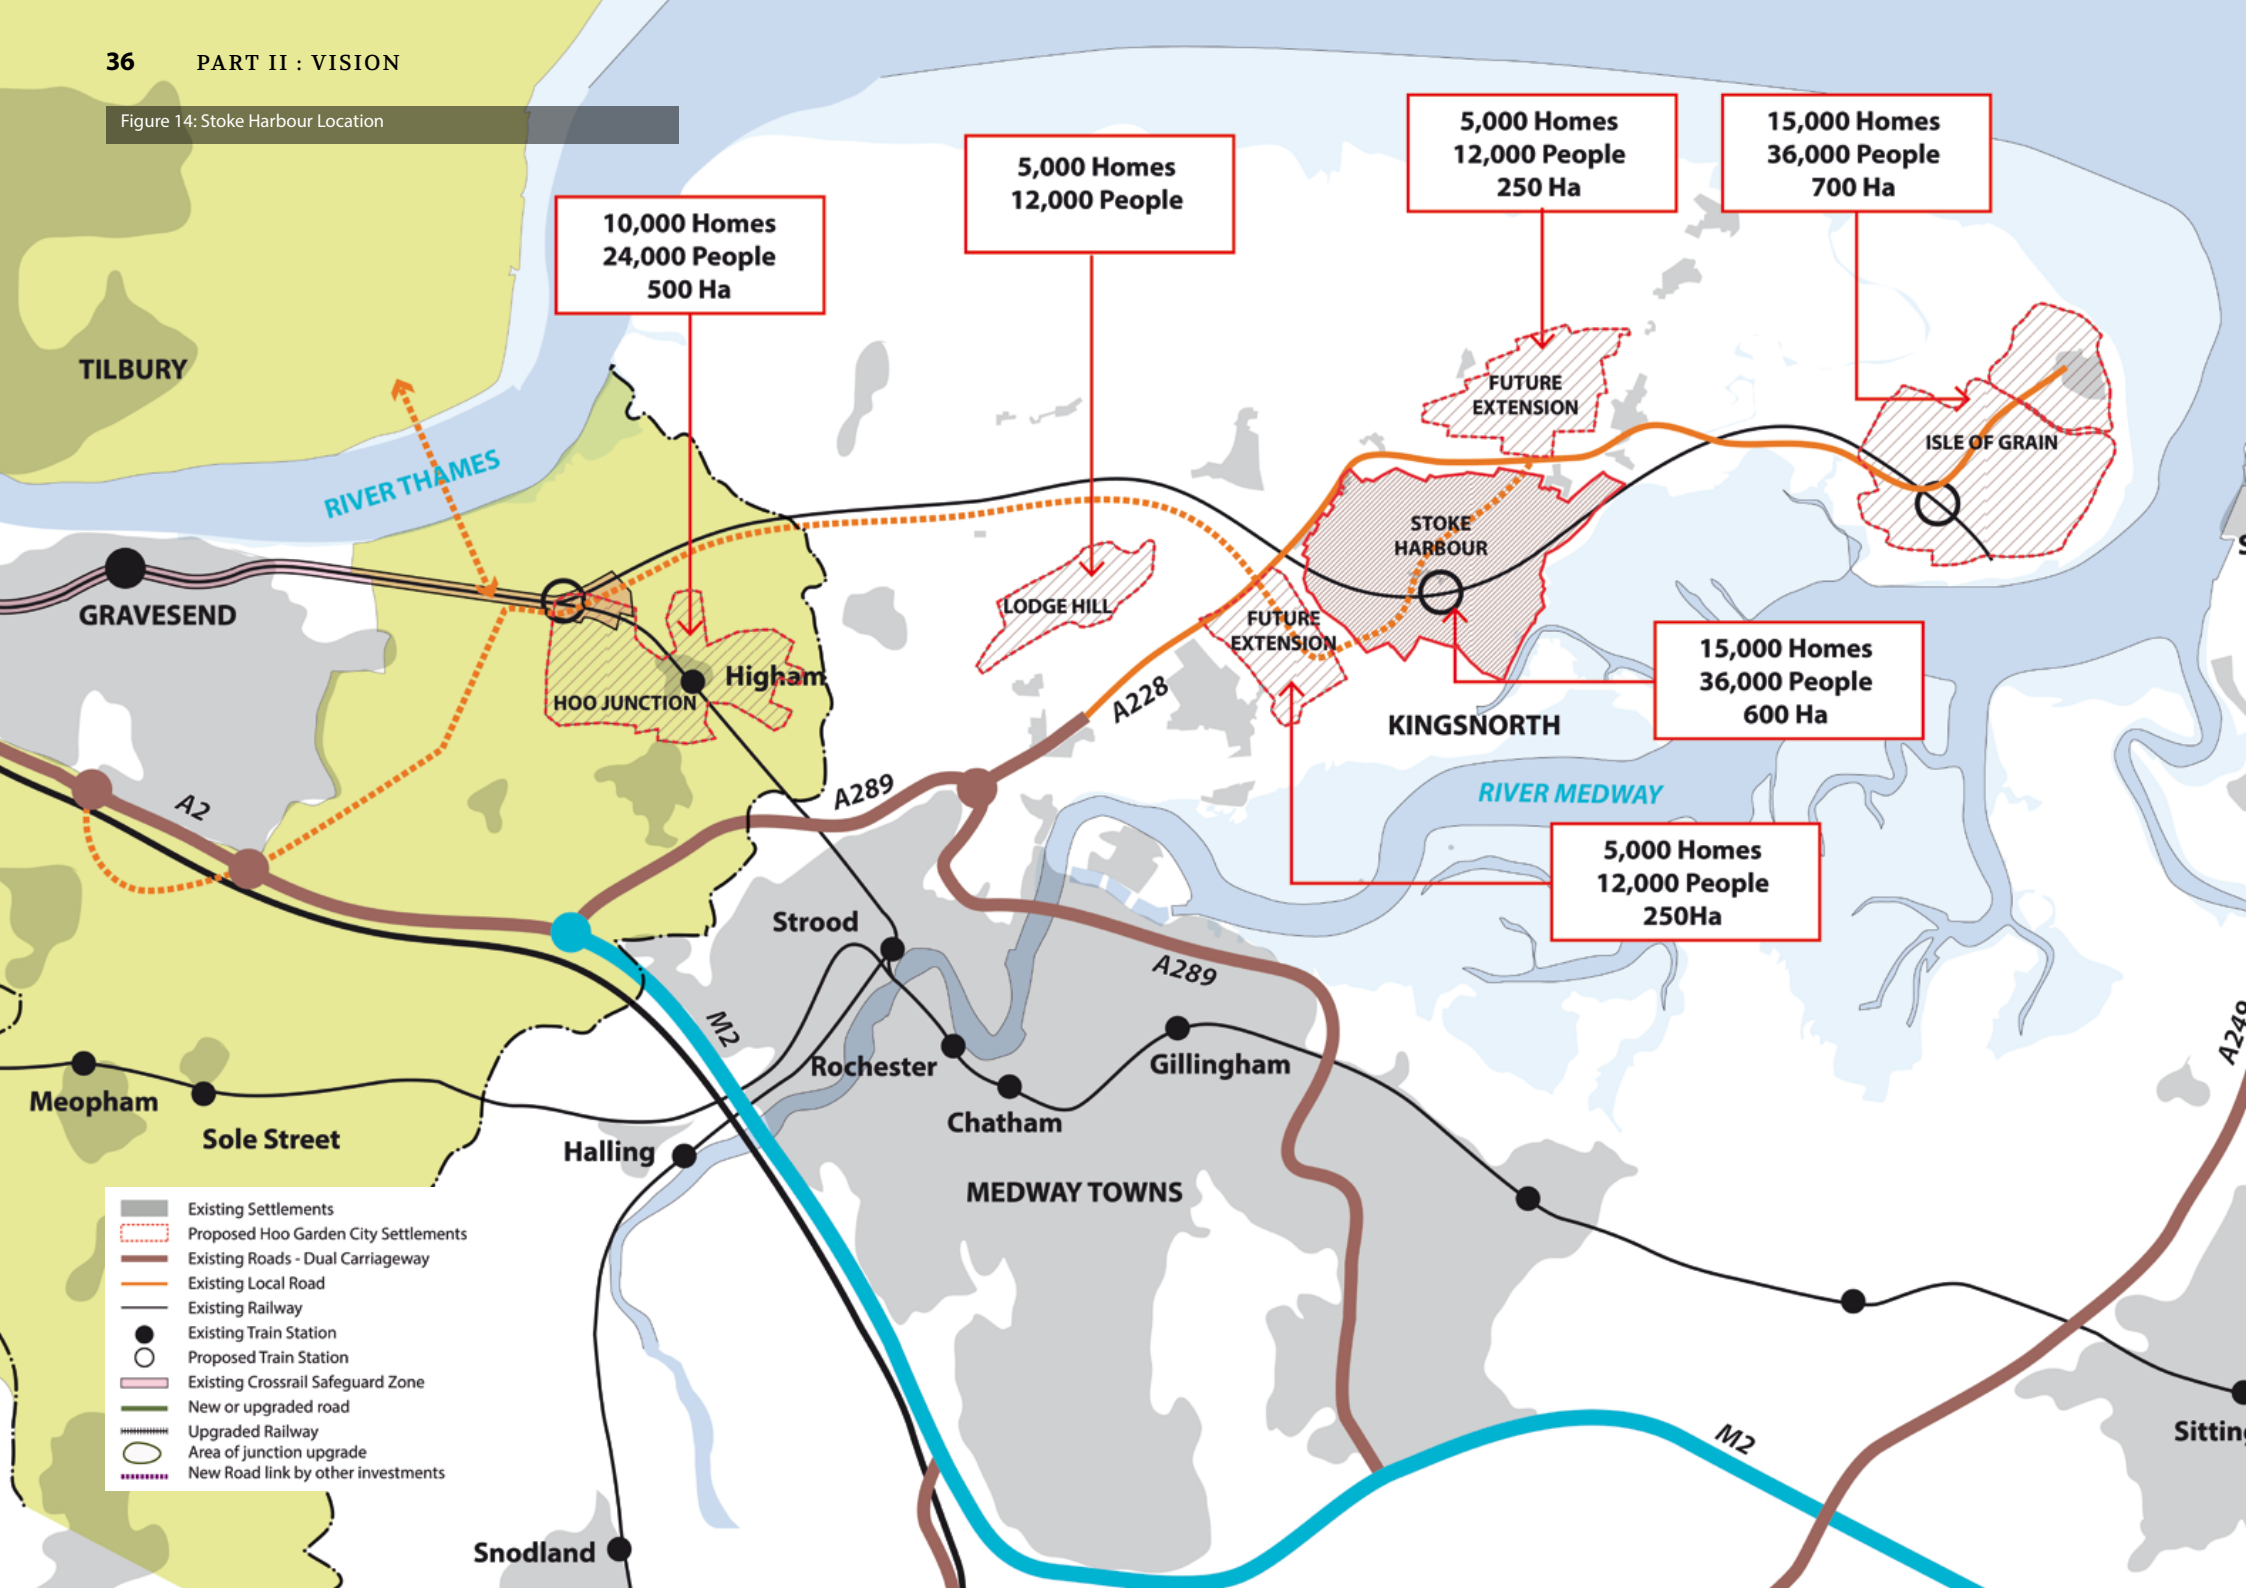 36 PART II : VISION
Figure 14: Stoke Harbour Location
10,000 Homes
24,000 People
500 Ha
5,000 Homes
12,000 People
5,000 Homes
12,000 People
250 Ha
15,000 Homes
36,000 People
700 Ha
TILBURY
RIVER THAMES
FUTURE
EXTENSION
ISLE OF GRAIN
STOKE
HARBOUR
GRAVESEND
LODGE HILL
FUTURE
EXTENSION
Higham
HOO JUNCTION
A228
KINGSNORTH
15,000 Homes
36,000 People
600 Ha
A2
A289
RIVER MEDWAY
5,000 Homes
12,000 People
250Ha
Strood
A289
M2
Rochester
Gillingham
A249
Meopham
Chatham
Sole Street
Halling
MEDWAY TOWNS
Existing Settlements
Proposed Hoo Garden City Settlements
Existing Roads - Dual Carriageway
Existing Local Road
Existing Railway
Existing Train Station
Proposed Train Station
Existing Crossrail Safeguard Zone
New or upgraded road
Upgraded Railway
Area of junction upgrade
New Road link by other investments
M2
Sitting
Snodland